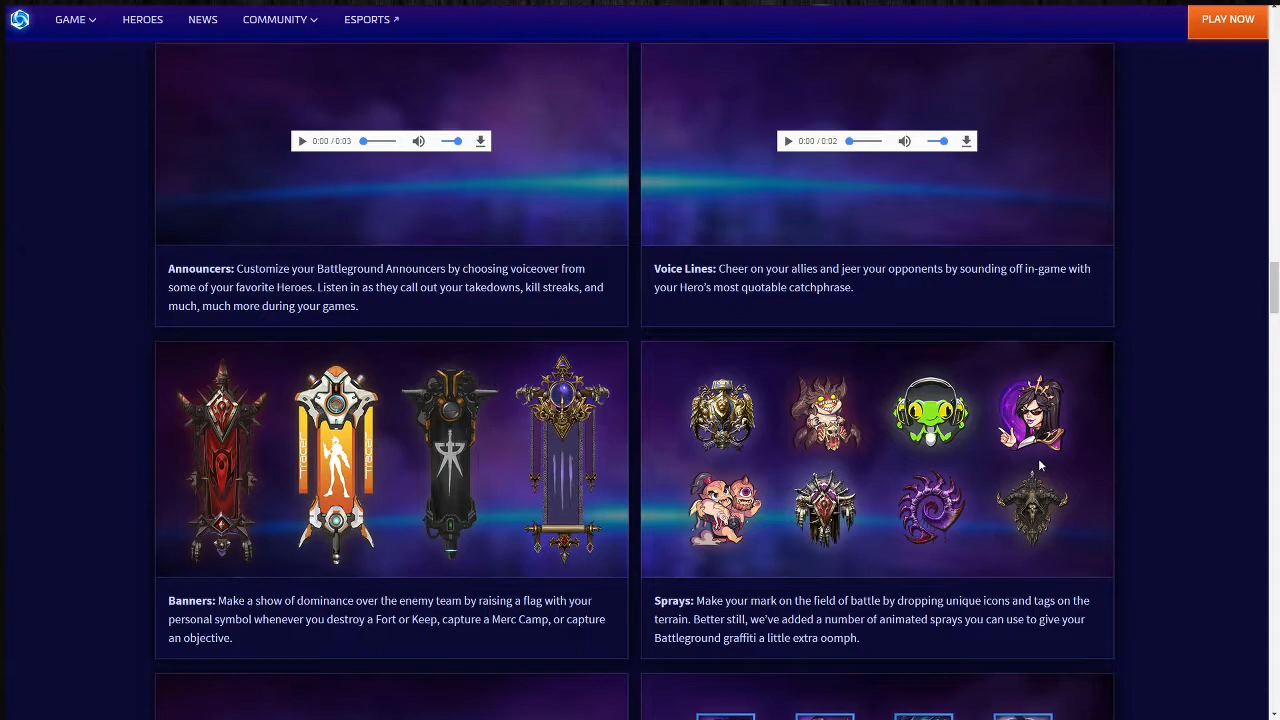 GAME HEROES NEWS COMMUNITY ESPORTS PLAY NOW
0:00 / 0:03
0:00 / 0:02
Announcers: Customize your Battleground Announcers by choosing voiceover from
some of your favorite Heroes. Listen in as they call out your takedowns, kill streaks, and
much, much more during your games.
Voice Lines: Cheer on your allies and jeer your opponents by sounding off in-game with
your Hero's most quotable catchphrase.
TRACER TRACER
Banners: Make a show of dominance over the enemy team by raising a flag with your
personal symbol whenever you destroy a Fort or Keep, capture a Merc Camp, or capture
an objective.
Sprays: Make your mark on the field of battle by dropping unique icons and tags on the
terrain. Better still, we've added a number of animated sprays you can use to give your
Battleground graffiti a little extra oomph.